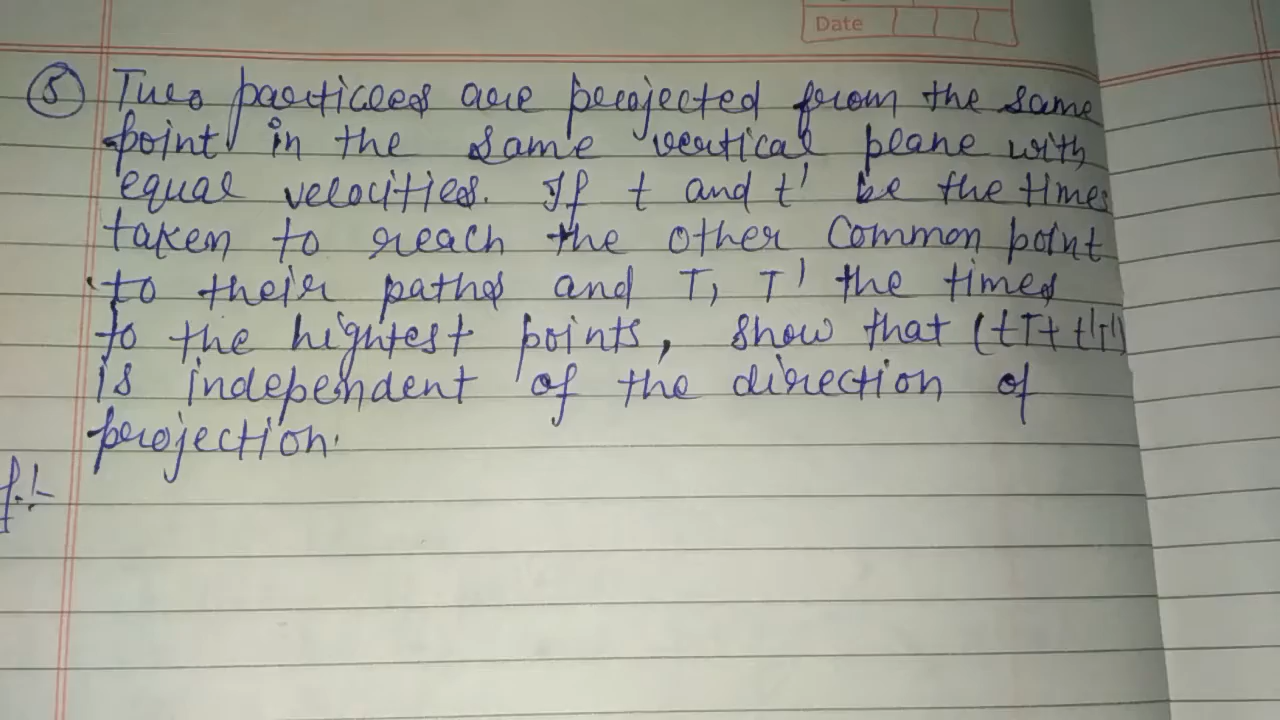 Date
(5) Two particles are projected from the same
point in the same vertical plane with
equal velocities. If t and t' be the times
taken to reach the other common point
to their paths and T, T' the times
to the highest points, show that (tT + t'T')
is independent of the direction of
projection.